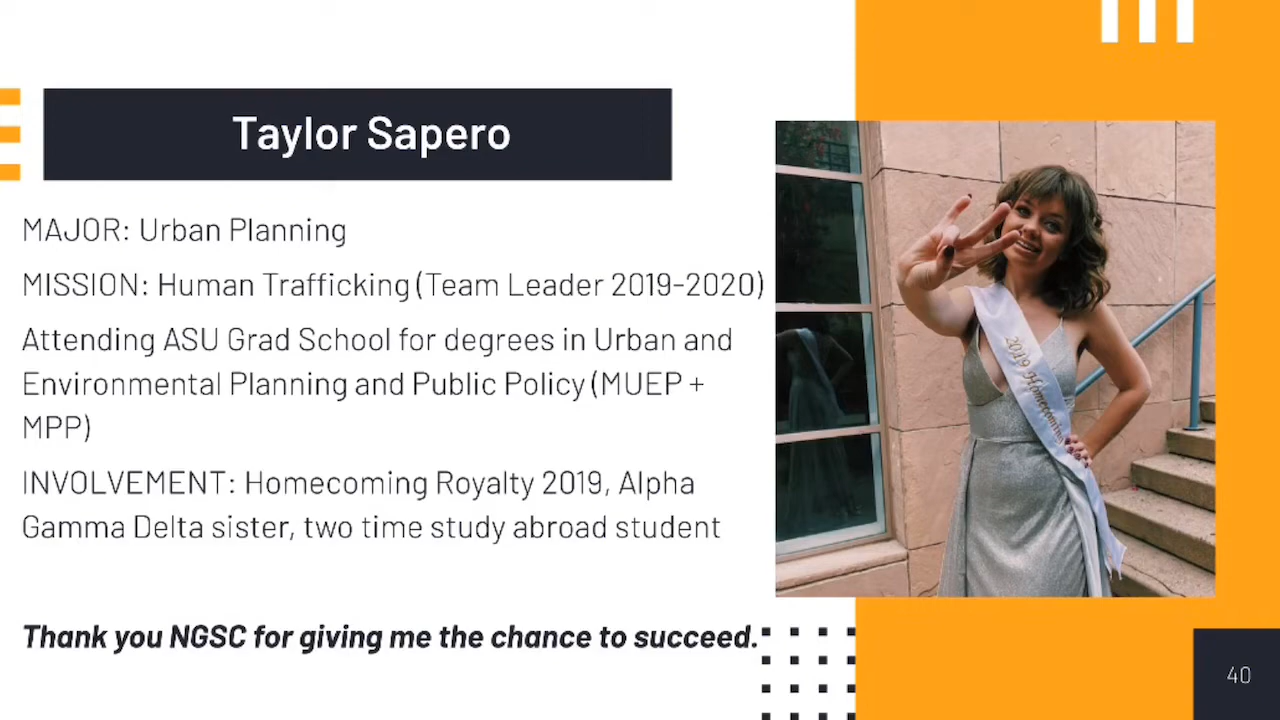 Taylor Sapero
MAJOR: Urban Planning
MISSION: Human Trafficking (Team Leader 2019-2020)
Attending ASU Grad School for degrees in Urban and
Environmental Planning and Public Policy (MUEP +
MPP)
INVOLVEMENT: Homecoming Royalty 2019, Alpha
Gamma Delta sister, two time study abroad student
Thank you NGSC for giving me the chance to succeed.
2019 Homecoming
40